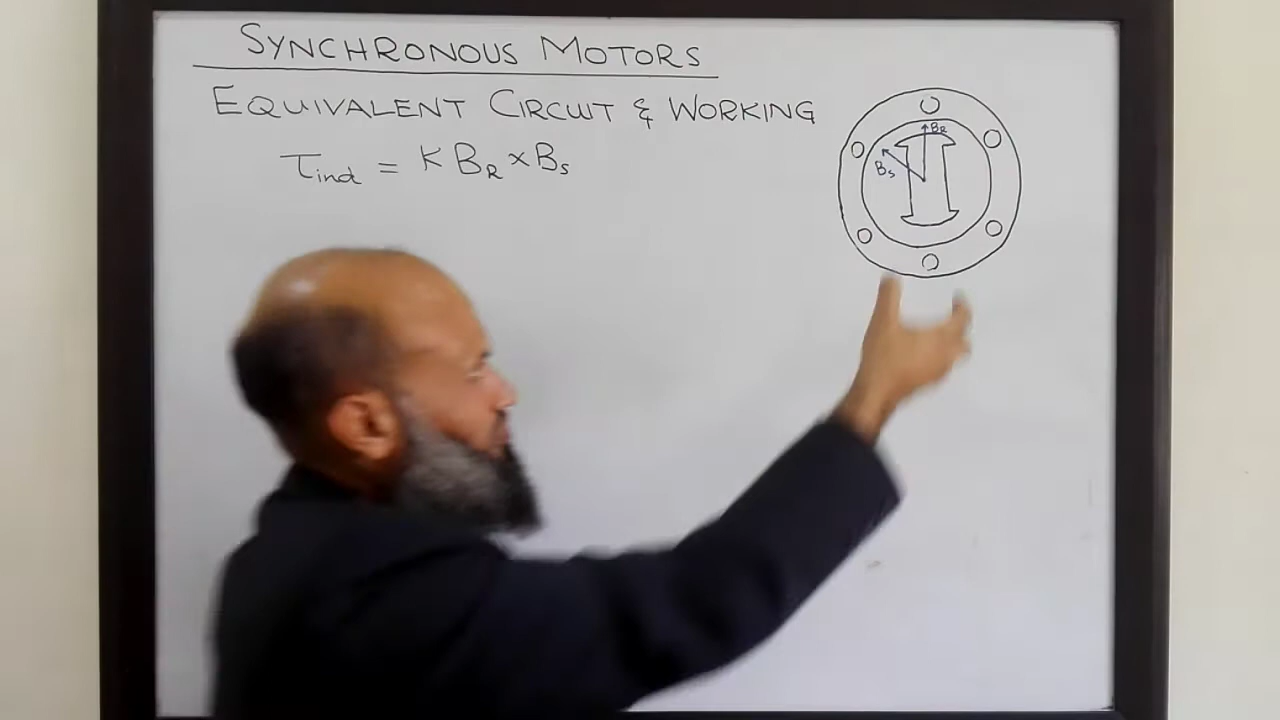 SYNCHRONOUS MOTORS
EQUIVALENT CIRCUIT & WORKING
τind = K BR × BS
BR
BS